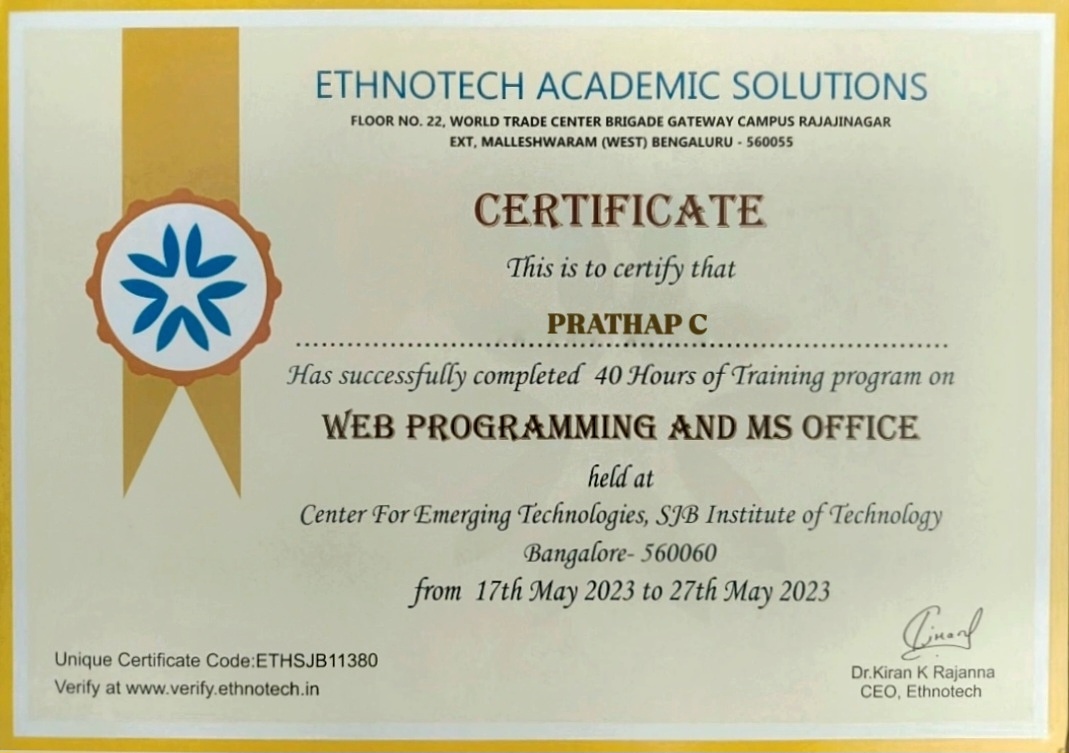 ETHNOTECH ACADEMIC SOLUTIONS
FLOOR NO. 22, WORLD TRADE CENTER BRIGADE GATEWAY CAMPUS RAJAJINAGAR
EXT, MALLESHWARAM (WEST) BENGALURU - 560055
CERTIFICATE
This is to certify that
PRATHAP C
Has successfully completed 40 Hours of Training program on
WEB PROGRAMMING AND MS OFFICE
held at
Center For Emerging Technologies, SJB Institute of Technology
Bangalore- 560060
from 17th May 2023 to 27th May 2023
Unique Certificate Code:ETHSJB11380
Verify at www.verify.ethnotech.in
Dr.Kiran K Rajanna
CEO, Ethnotech